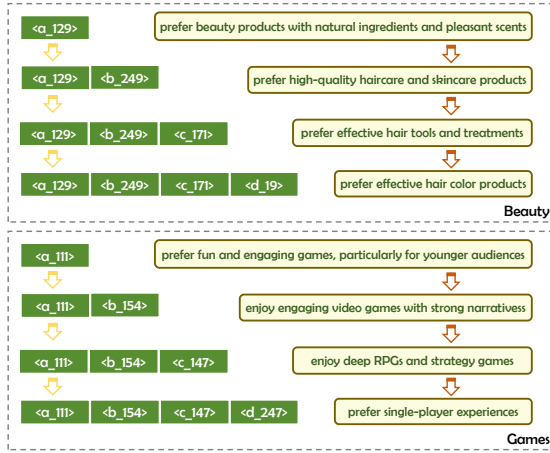 <a_129> prefer beauty products with natural ingredients and pleasant scents
<a_129> <b_249> prefer high-quality haircare and skincare products
<a_129> <b_249> <c_171> prefer effective hair tools and treatments
<a_129> <b_249> <c_171> <d_19> prefer effective hair color products
Beauty
<a_111> prefer fun and engaging games, particularly for younger audiences
<a_111> <b_154> enjoy engaging video games with strong narrativess
<a_111> <b_154> <c_147> enjoy deep RPGs and strategy games
<a_111> <b_154> <c_147> <d_247> prefer single-player experiences
Games